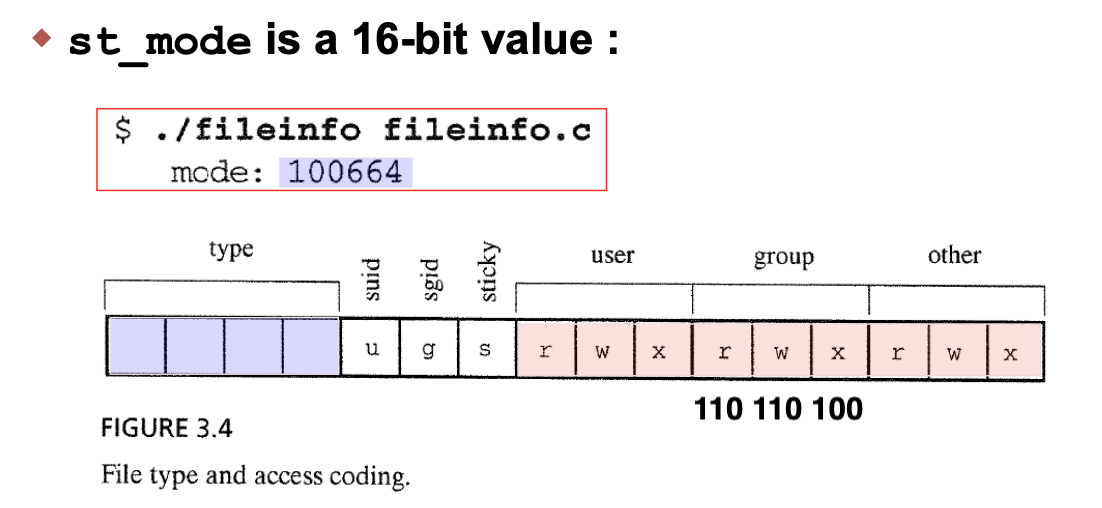 st_mode is a 16-bit value :
$ ./fileinfo fileinfo.c
mode: 100664
type suid sgid sticky user group other
u g s r w x r w x r w x
110 110 100
FIGURE 3.4
File type and access coding.